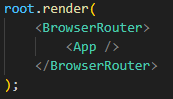 root.render(
    <BrowserRouter>
        <App />
    </BrowserRouter>
);